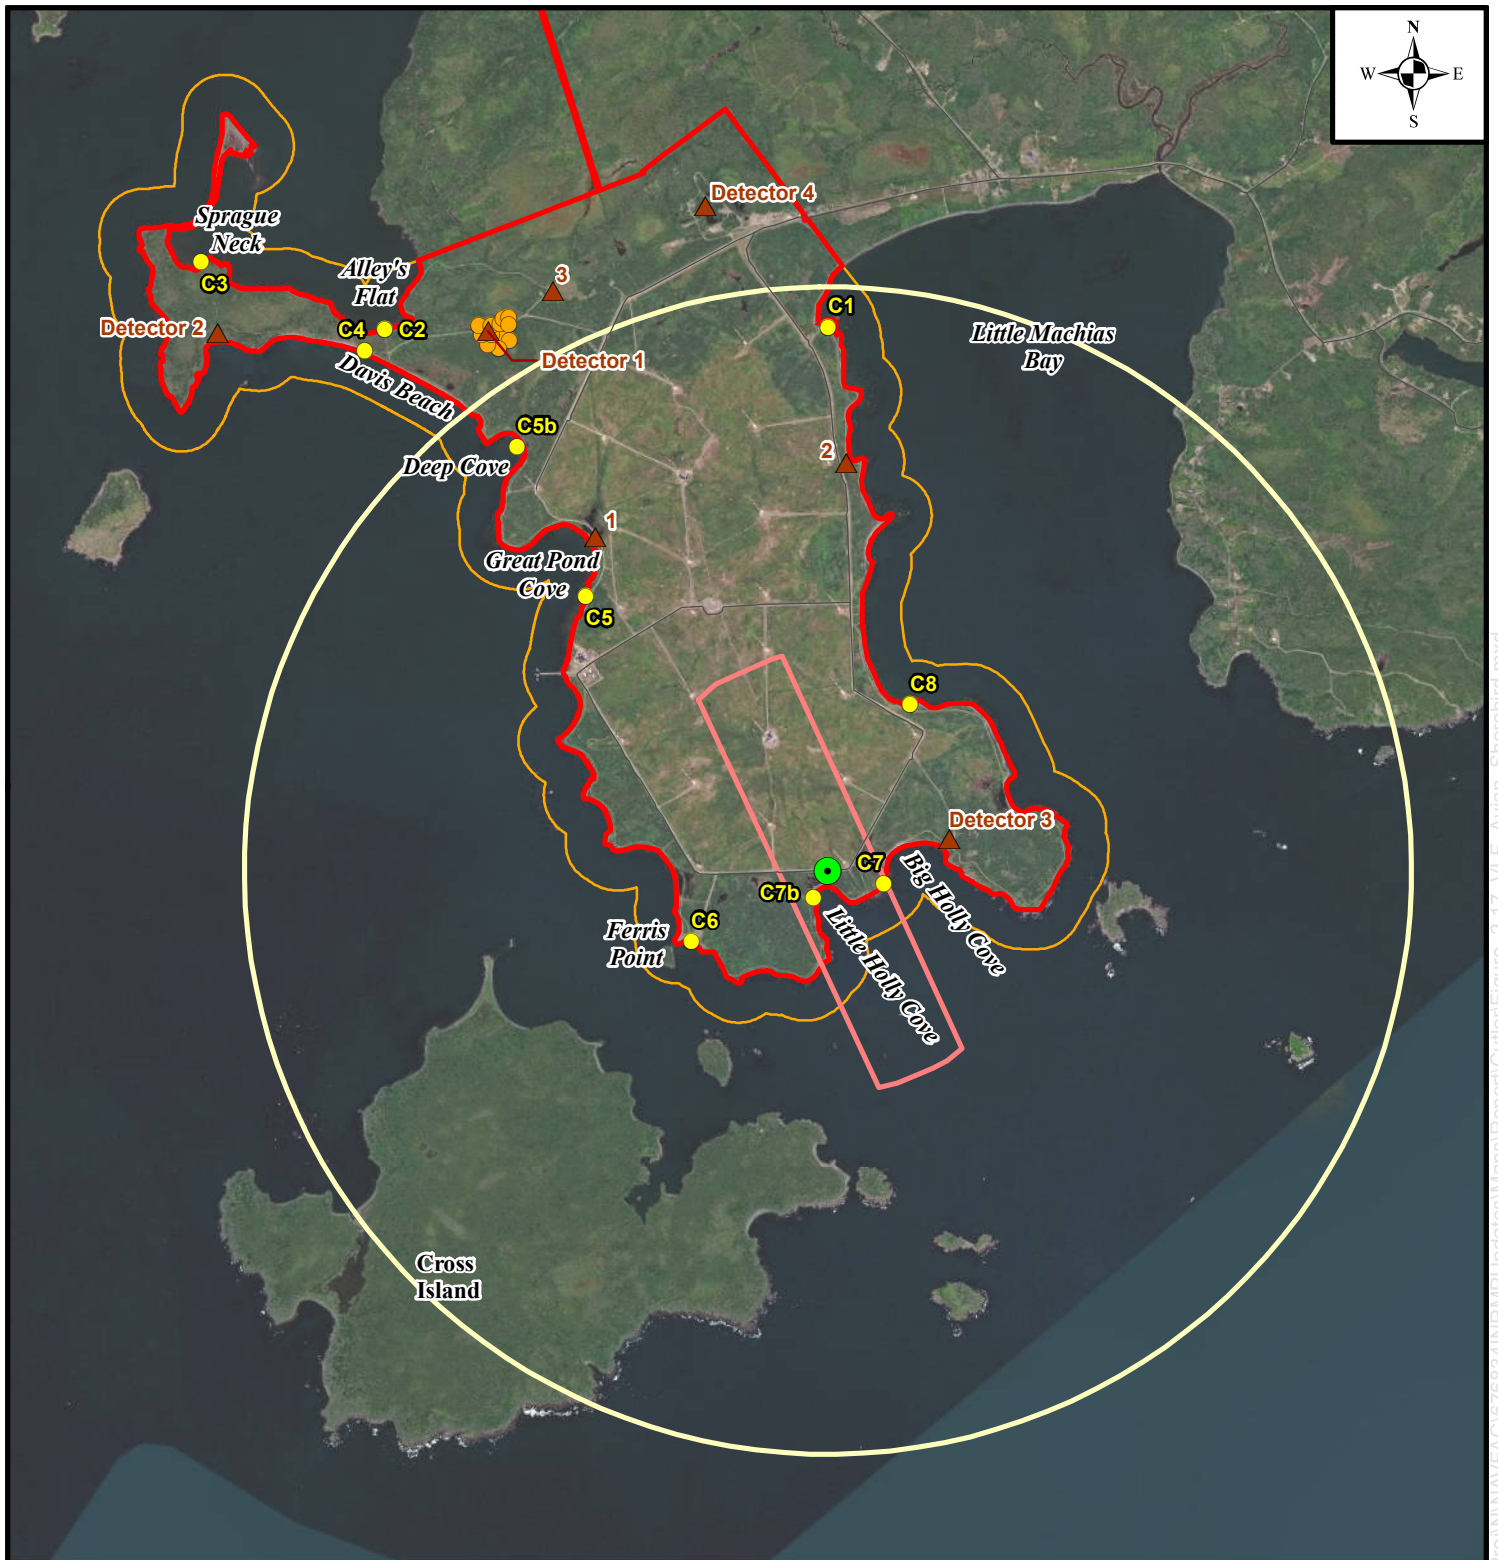 N
W
E
S
Detector 4
Sprague
Neck
C3
Alley's
Flat
3
C4
C2
Detector 2
Detector 1
C1
Little Machias
Bay
Davis Beach
C5b
Deep Cove
2
1
Great Pond
Cove
C5
C8
Detector 3
C7
C7b
Big Holly Cove
C6
Ferris
Point
Little Holly Cove
Cross
Island